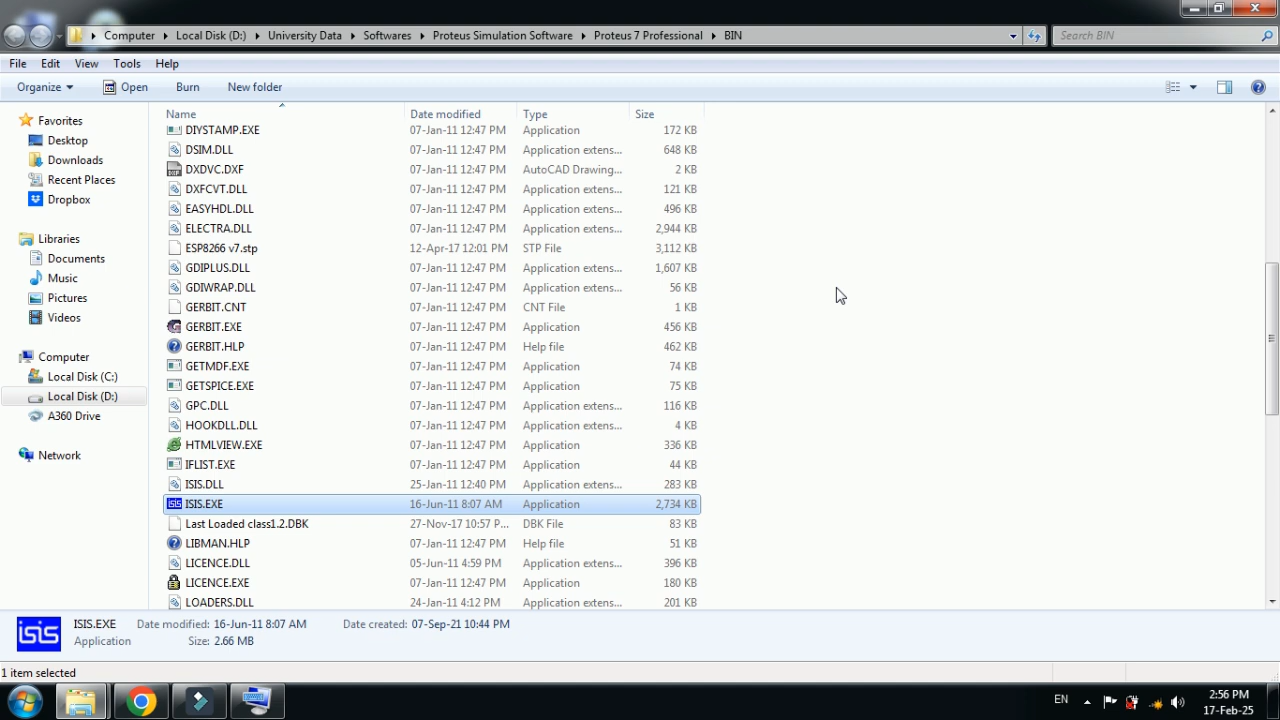 Computer Local Disk (D:) University Data Softwares Proteus Simulation Software Proteus 7 Professional BIN Search BIN
File Edit View Tools Help
Organize Open Burn New folder
Favorites
Desktop
Downloads
Recent Places
Dropbox
Libraries
Documents
Music
Pictures
Videos
Computer
Local Disk (C:)
Local Disk (D:)
A360 Drive
Network
Name Date modified Type Size
DIYSTAMP.EXE 07-Jan-11 12:47 PM Application 172 KB
DSIM.DLL 07-Jan-11 12:47 PM Application extens... 648 KB
DXDVC.DXF 07-Jan-11 12:47 PM AutoCAD Drawing... 2 KB
DXFCVT.DLL 07-Jan-11 12:47 PM Application extens... 121 KB
EASYHDL.DLL 07-Jan-11 12:47 PM Application extens... 496 KB
ELECTRA.DLL 07-Jan-11 12:47 PM Application extens... 2,944 KB
ESP8266 v7.stp 12-Apr-17 12:01 PM STP File 3,112 KB
GDIPLUS.DLL 07-Jan-11 12:47 PM Application extens... 1,607 KB
GDIWRAP.DLL 07-Jan-11 12:47 PM Application extens... 56 KB
GERBIT.CNT 07-Jan-11 12:47 PM CNT File 1 KB
GERBIT.EXE 07-Jan-11 12:47 PM Application 456 KB
GERBIT.HLP 07-Jan-11 12:47 PM Help file 462 KB
GETMDF.EXE 07-Jan-11 12:47 PM Application 74 KB
GETSPICE.EXE 07-Jan-11 12:47 PM Application 75 KB
GPC.DLL 07-Jan-11 12:47 PM Application extens... 116 KB
HOOKDLL.DLL 07-Jan-11 12:47 PM Application extens... 4 KB
HTMLVIEW.EXE 07-Jan-11 12:47 PM Application 336 KB
IFLIST.EXE 07-Jan-11 12:47 PM Application 44 KB
ISIS.DLL 25-Jan-11 12:40 PM Application extens... 283 KB
ISIS.EXE 16-Jun-11 8:07 AM Application 2,734 KB
Last Loaded class1.2.DBK 27-Nov-17 10:57 P... DBK File 83 KB
LIBMAN.HLP 07-Jan-11 12:47 PM Help file 51 KB
LICENCE.DLL 05-Jun-11 4:59 PM Application extens... 396 KB
LICENCE.EXE 07-Jan-11 12:47 PM Application 180 KB
LOADERS.DLL 24-Jan-11 4:12 PM Application extens... 201 KB
isis ISIS.EXE Date modified: 16-Jun-11 8:07 AM Date created: 07-Sep-21 10:44 PM
Application Size: 2.66 MB
1 item selected
EN 2:56 PM
17-Feb-25